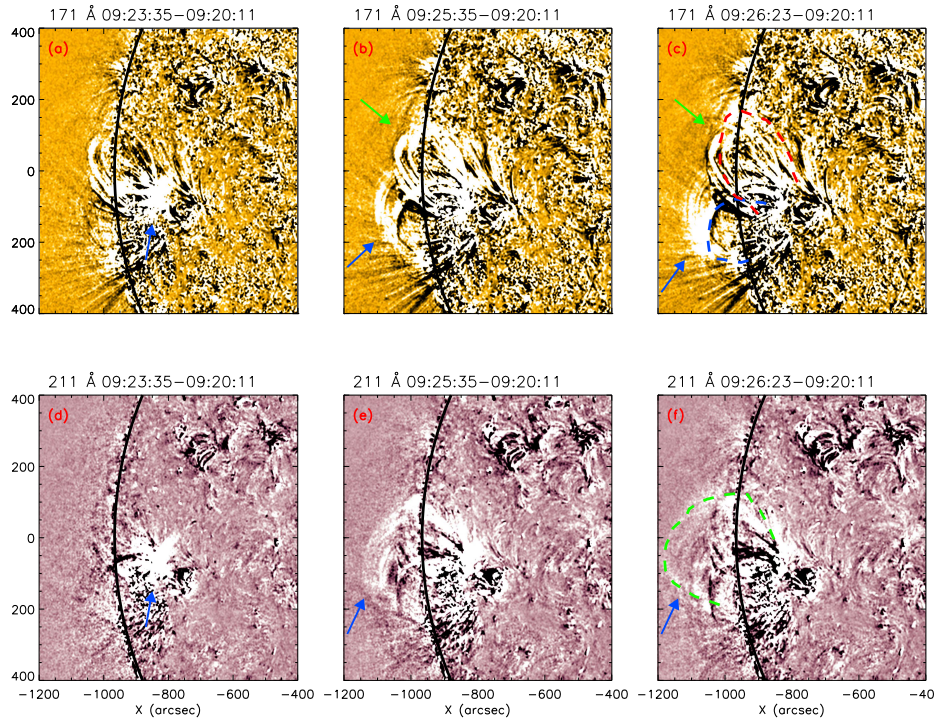 171 Å 09:23:35−09:20:11
171 Å 09:25:35−09:20:11
171 Å 09:26:23−09:20:11
(a)
(b)
(c)
400
200
0
200
400
211 Å 09:23:35−09:20:11
211 Å 09:25:35−09:20:11
211 Å 09:26:23−09:20:11
(d)
(e)
(f)
400
200
0
200
400
−1200 −1000 −800 −600 −400
−1200 −1000 −800 −600 −400
−1200 −1000 −800 −600 −400
X (arcsec)
X (arcsec)
X (arcsec)